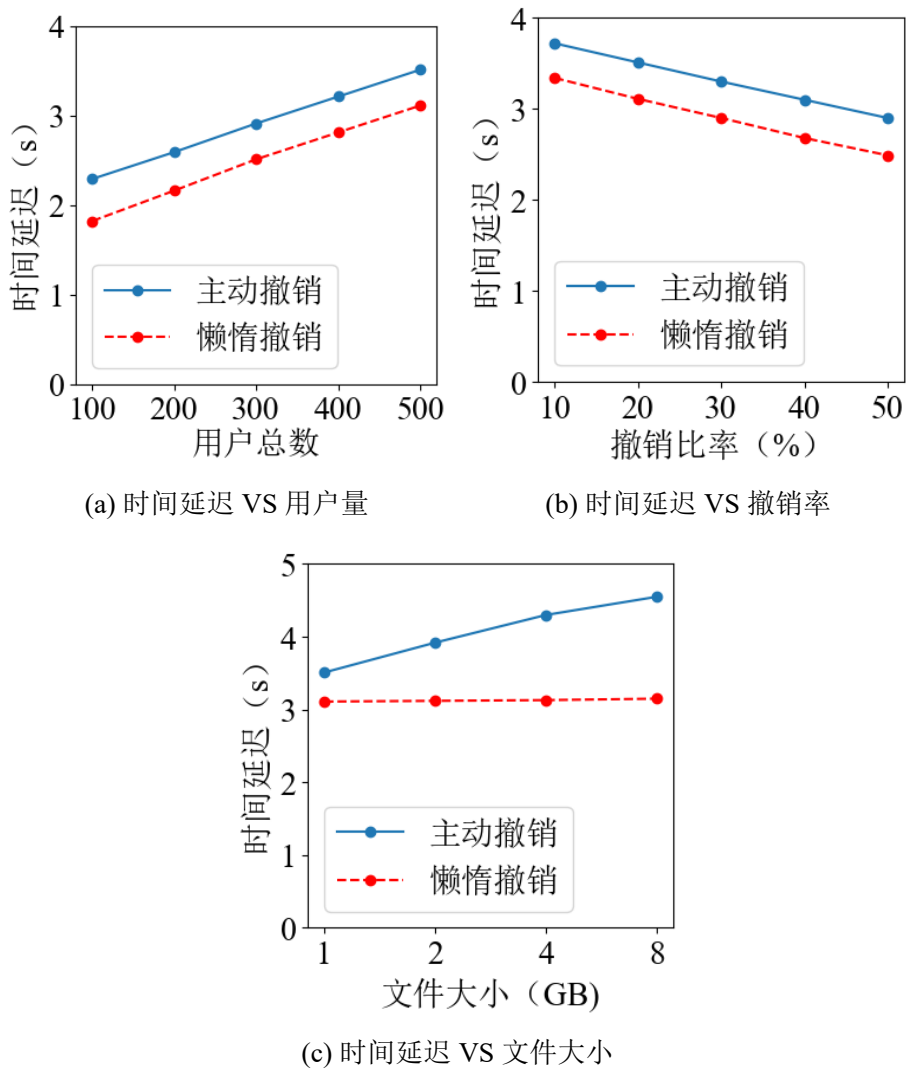 4
3
2
1
0
时间延迟（s）
主动撤销
懒惰撤销
100 200 300 400 500
用户总数
(a) 时间延迟 VS 用户量
4
3
2
1
0
时间延迟（s）
主动撤销
懒惰撤销
10 20 30 40 50
撤销比率（%）
(b) 时间延迟 VS 撤销率
5
4
3
2
1
0
时间延迟（s）
主动撤销
懒惰撤销
1 2 4 8
文件大小（GB)
(c) 时间延迟 VS 文件大小